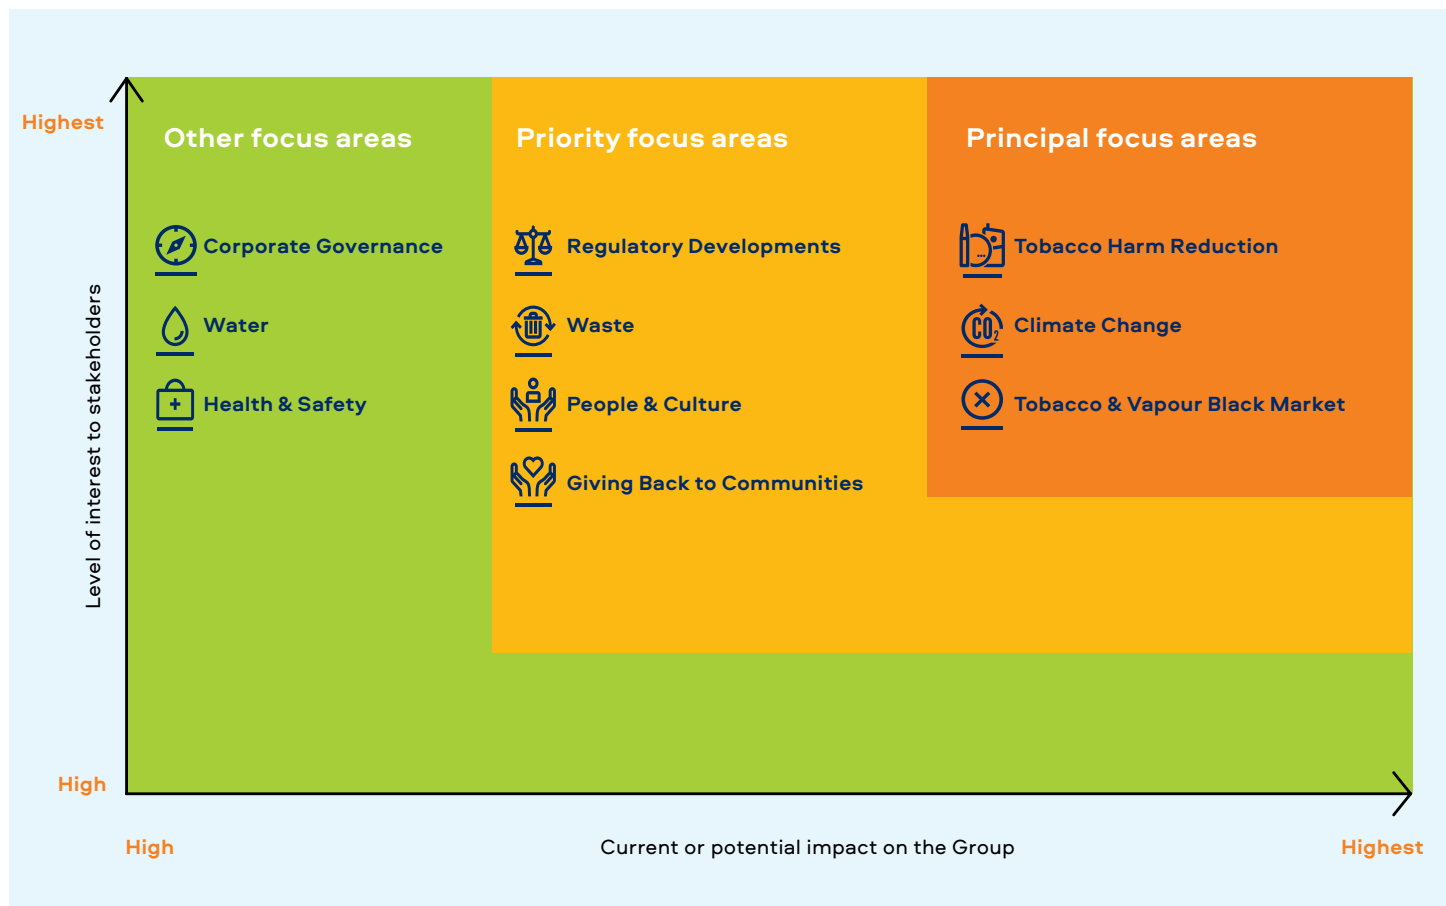 Highest
Other focus areas
Corporate Governance
Water
Health & Safety
Priority focus areas
Regulatory Developments
Waste
People & Culture
Giving Back to Communities
Principal focus areas
Tobacco Harm Reduction
CO2
Climate Change
Tobacco & Vapour Black Market
Level of interest to stakeholders
High
High
Current or potential impact on the Group
Highest